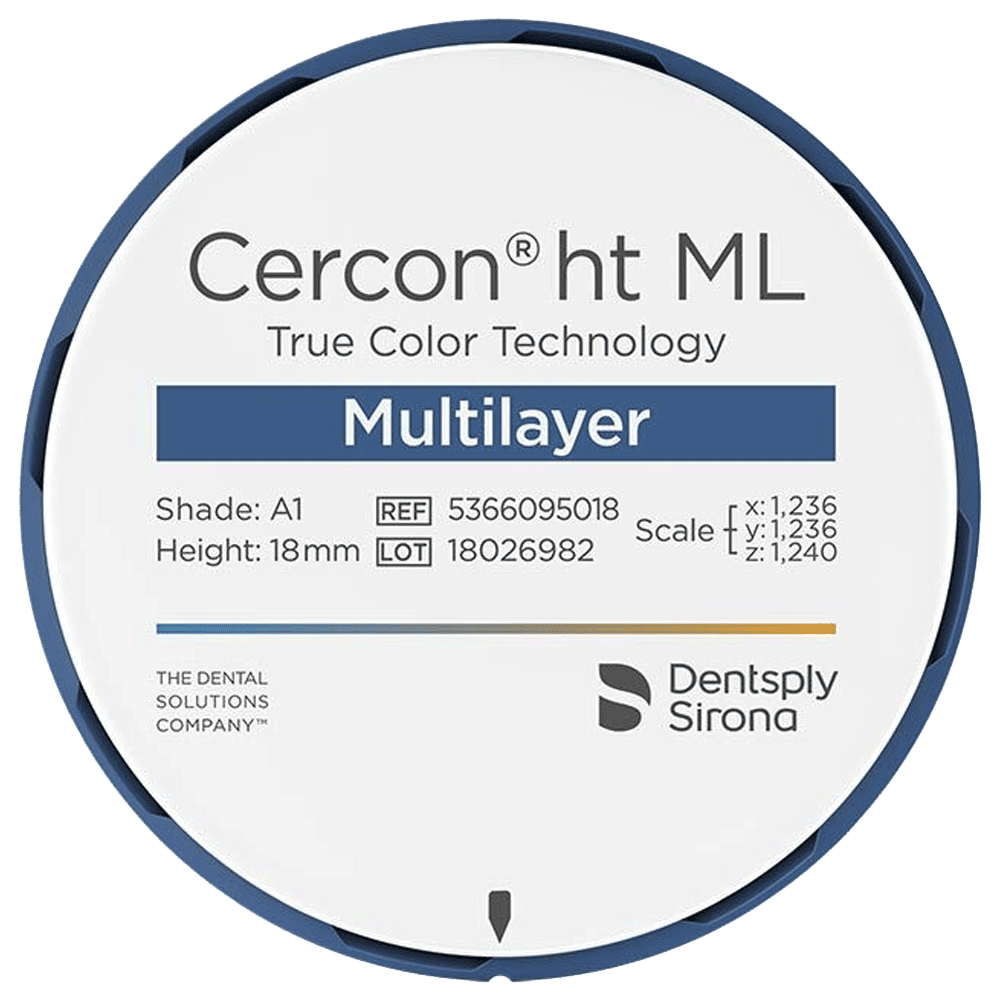 Cercon® ht ML
True Color Technology
Multilayer
Shade: A1
Height: 18mm
REF 5366095018
LOT 18026982
Scale
x: 1,236
y: 1,236
z: 1,240
THE DENTAL
SOLUTIONS
COMPANY™
Dentsply
Sirona